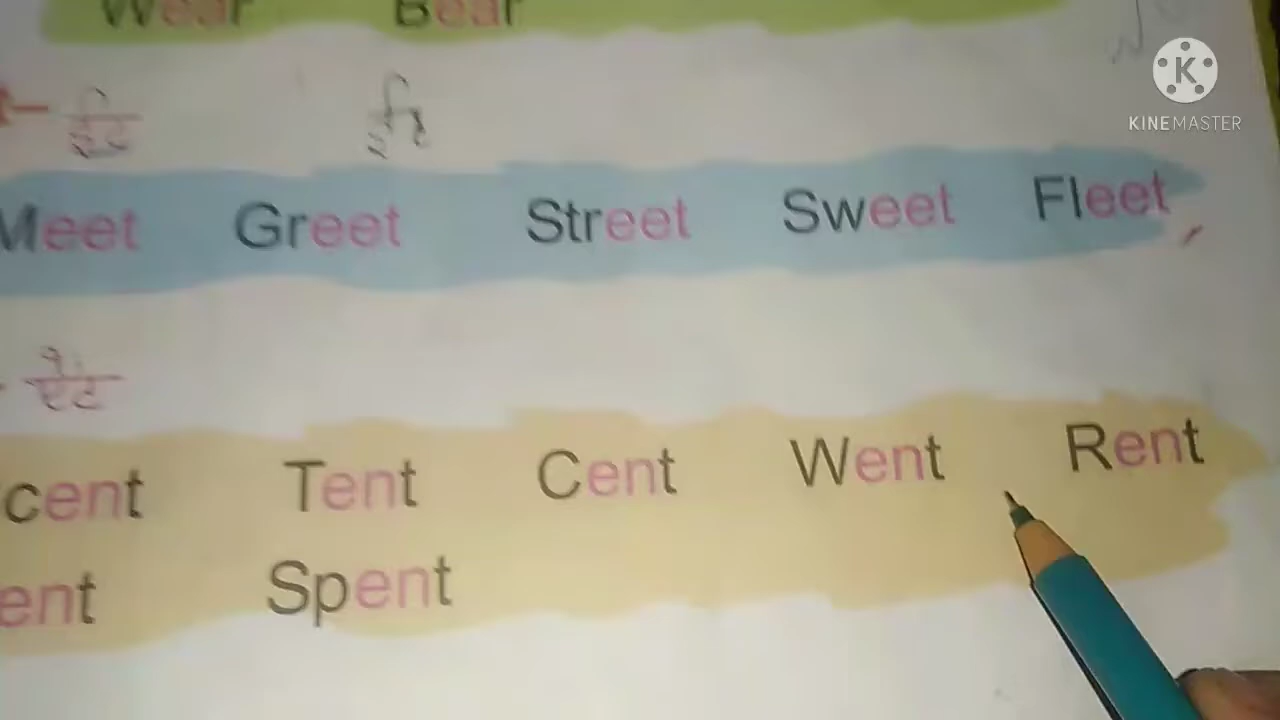 Wear Bear
KINEMASTER
Meet Greet Street Sweet Fleet
cent Tent Cent Went Rent
ent Spent